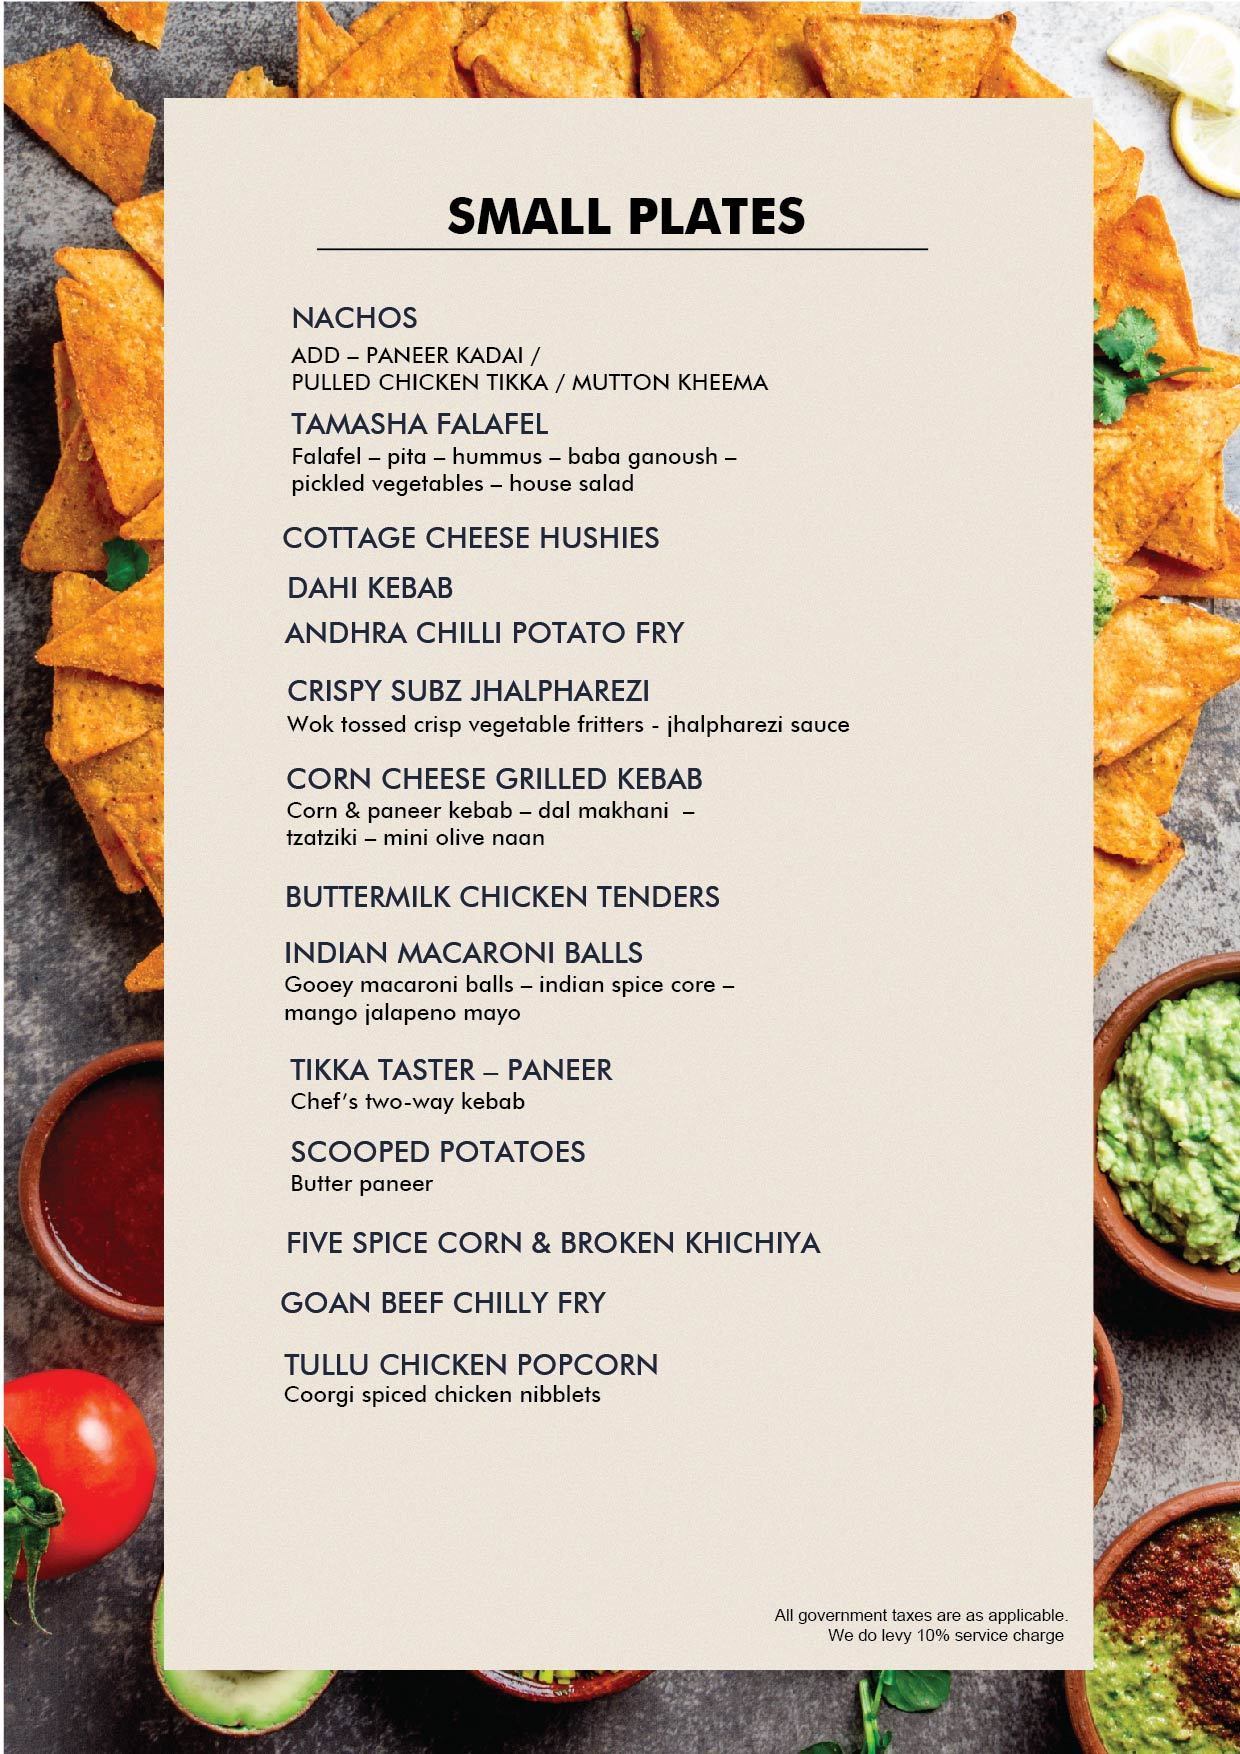 SMALL PLATES
NACHOS
ADD – PANEER KADAI /
PULLED CHICKEN TIKKA / MUTTON KHEEMA
TAMASHA FALAFEL
Falafel – pita – hummus – baba ganoush –
pickled vegetables – house salad
COTTAGE CHEESE HUSHIES
DAHI KEBAB
ANDHRA CHILLI POTATO FRY
CRISPY SUBZ JHALPHAREZI
Wok tossed crisp vegetable fritters - jhalpharezi sauce
CORN CHEESE GRILLED KEBAB
Corn & paneer kebab – dal makhani –
tzatziki – mini olive naan
BUTTERMILK CHICKEN TENDERS
INDIAN MACARONI BALLS
Gooey macaroni balls – indian spice core –
mango jalapeno mayo
TIKKA TASTER – PANEER
Chef’s two-way kebab
SCOOPED POTATOES
Butter paneer
FIVE SPICE CORN & BROKEN KHICHIYA
GOAN BEEF CHILLY FRY
TULLU CHICKEN POPCORN
Coorgi spiced chicken nibblets
All government taxes are as applicable.
We do levy 10% service charge